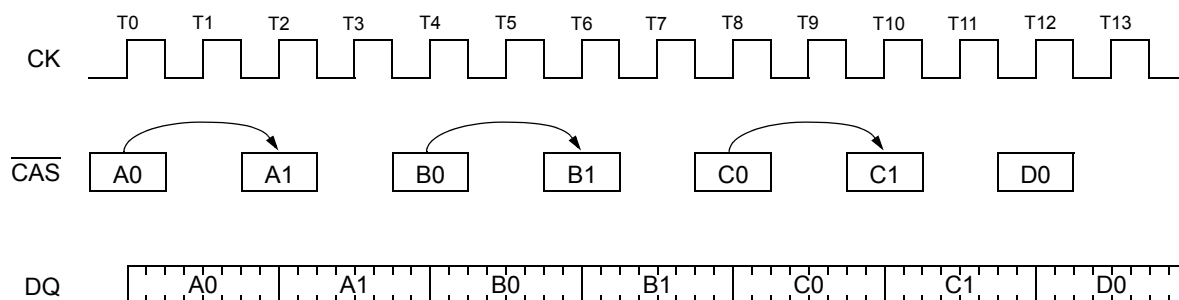 T0 T1 T2 T3 T4 T5 T6 T7 T8 T9 T10 T11 T12 T13
CK
CAS A0 A1 B0 B1 C0 C1 D0
DQ A0 A1 B0 B1 C0 C1 D0